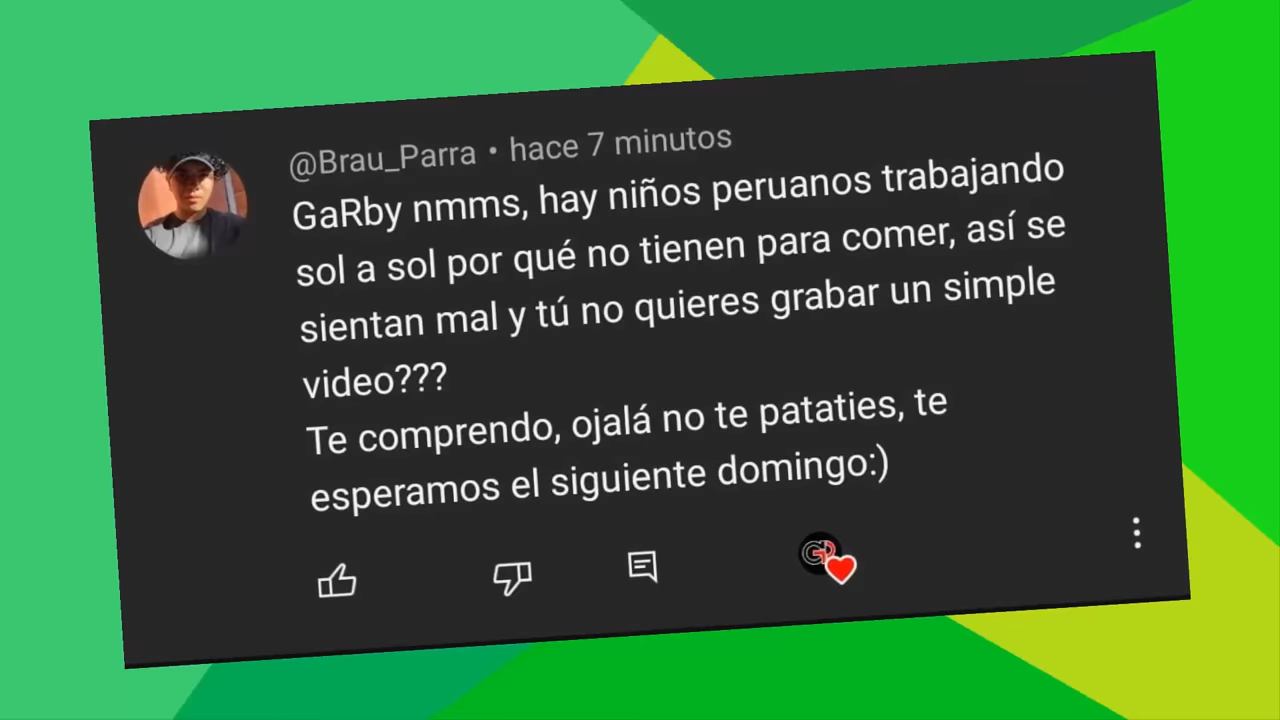 @Brau_Parra • hace 7 minutos
GaRby nmms, hay niños peruanos trabajando
sol a sol por qué no tienen para comer, así se
sientan mal y tú no quieres grabar un simple
video???
Te comprendo, ojalá no te pataties, te
esperamos el siguiente domingo:)